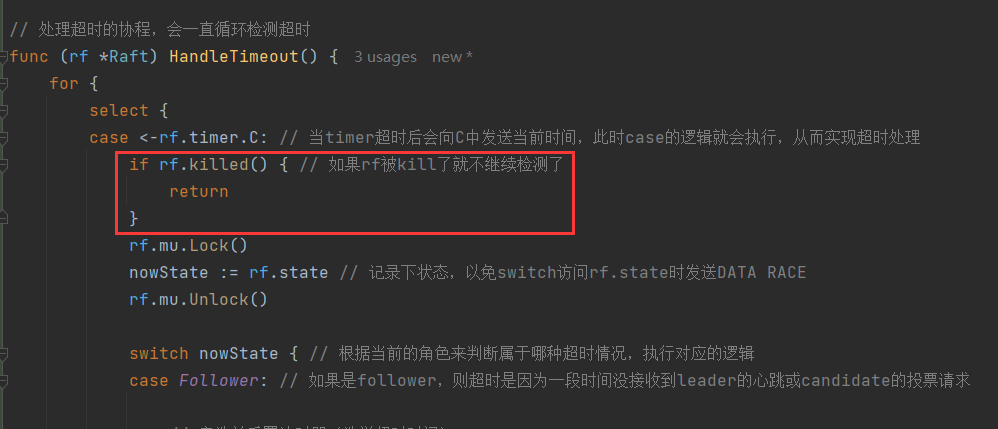 // 处理超时的协程，会一直循环检测超时
func (rf *Raft) HandleTimeout() { 3 usages new *
for {
select {
case <-rf.timer.C: // 当timer超时后会向C中发送当前时间，此时case的逻辑就会执行，从而实现超时处理
if rf.killed() { // 如果rf被kill了就不继续检测了
return
}
rf.mu.Lock()
nowState := rf.state // 记录下状态，以免switch访问rf.state时发送DATA RACE
rf.mu.Unlock()
switch nowState { // 根据当前的角色来判断属于哪种超时情况，执行对应的逻辑
case Follower: // 如果是follower，则超时是因为一段时间没接收到leader的心跳或candidate的投票请求